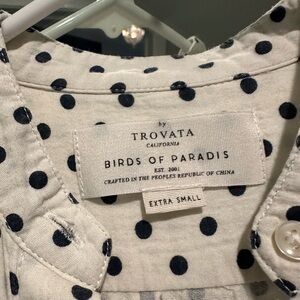 by
TROVATA
CALIFORNIA
BIRDS OF PARADIS
EST. 2001
CRAFTED IN THE PEOPLES REPUBLIC OF CHINA
EXTRA SMALL